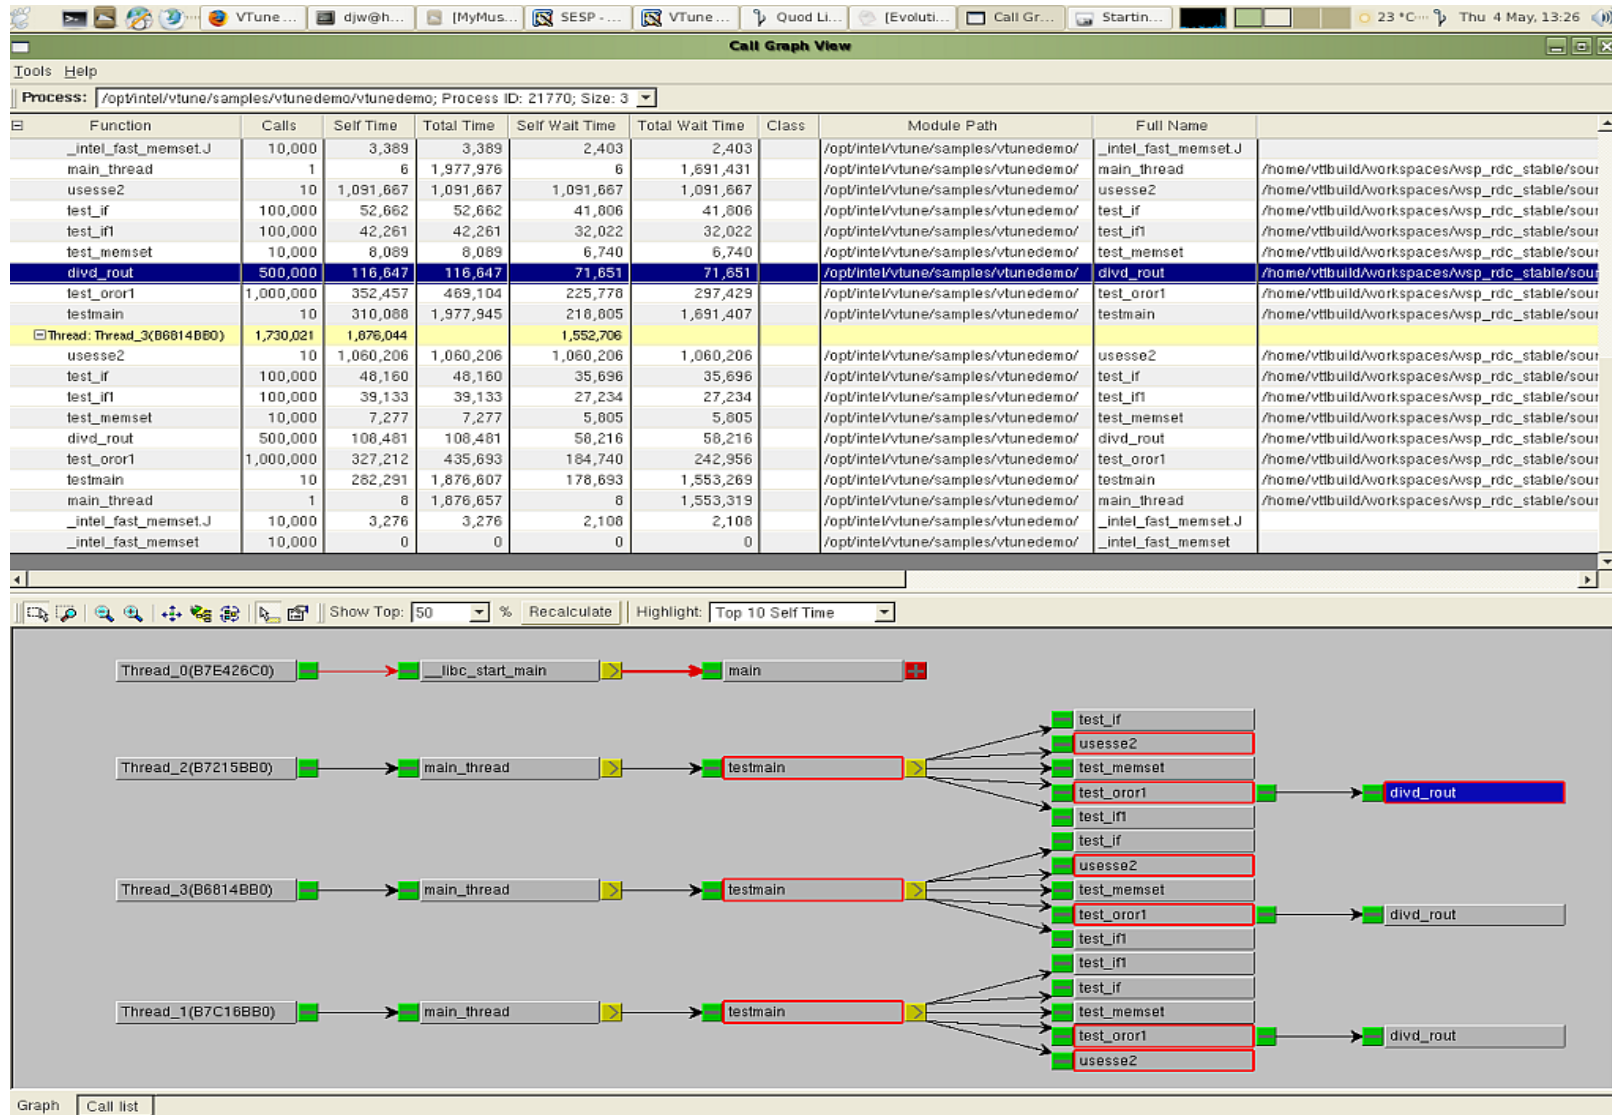 VTune ... djw@h... [MyMus... SESP - ... VTune ... Quod Li... [Evoluti... Call Gr... Startin... 23 °C Thu 4 May, 13:26
Call Graph View
Tools Help
Process: /opt/intel/vtune/samples/vtunedemo/vtunedemo; Process ID: 21770; Size: 3
Function Calls Self Time Total Time Self Wait Time Total Wait Time Class Module Path Full Name
_intel_fast_memset.J 10,000 3,389 3,389 2,403 2,403 /opt/intel/vtune/samples/vtunedemo/ _intel_fast_memset.J
main_thread 1 6 1,977,976 6 1,691,431 /opt/intel/vtune/samples/vtunedemo/ main_thread /home/vttbuild/workspaces/wsp_rdc_stable/sour
usesse2 10 1,091,667 1,091,667 1,091,667 1,091,667 /opt/intel/vtune/samples/vtunedemo/ usesse2 /home/vttbuild/workspaces/wsp_rdc_stable/sour
test_if 100,000 52,662 52,662 41,806 41,806 /opt/intel/vtune/samples/vtunedemo/ test_if /home/vttbuild/workspaces/wsp_rdc_stable/sour
test_if1 100,000 42,261 42,261 32,022 32,022 /opt/intel/vtune/samples/vtunedemo/ test_if1 /home/vttbuild/workspaces/wsp_rdc_stable/sour
test_memset 10,000 8,089 8,089 6,740 6,740 /opt/intel/vtune/samples/vtunedemo/ test_memset /home/vttbuild/workspaces/wsp_rdc_stable/sour
divd_rout 500,000 116,647 116,647 71,651 71,651 /opt/intel/vtune/samples/vtunedemo/ divd_rout /home/vttbuild/workspaces/wsp_rdc_stable/sour
test_oror1 1,000,000 352,457 469,104 225,778 297,429 /opt/intel/vtune/samples/vtunedemo/ test_oror1 /home/vttbuild/workspaces/wsp_rdc_stable/sour
testmain 10 310,088 1,977,945 218,805 1,691,407 /opt/intel/vtune/samples/vtunedemo/ testmain /home/vttbuild/workspaces/wsp_rdc_stable/sour
Thread: Thread_3(B6814BB0) 1,730,021 1,876,044 1,552,706
usesse2 10 1,060,206 1,060,206 1,060,206 1,060,206 /opt/intel/vtune/samples/vtunedemo/ usesse2 /home/vttbuild/workspaces/wsp_rdc_stable/sour
test_if 100,000 48,160 48,160 35,696 35,696 /opt/intel/vtune/samples/vtunedemo/ test_if /home/vttbuild/workspaces/wsp_rdc_stable/sour
test_if1 100,000 39,133 39,133 27,234 27,234 /opt/intel/vtune/samples/vtunedemo/ test_if1 /home/vttbuild/workspaces/wsp_rdc_stable/sour
test_memset 10,000 7,277 7,277 5,805 5,805 /opt/intel/vtune/samples/vtunedemo/ test_memset /home/vttbuild/workspaces/wsp_rdc_stable/sour
divd_rout 500,000 108,481 108,481 58,216 58,216 /opt/intel/vtune/samples/vtunedemo/ divd_rout /home/vttbuild/workspaces/wsp_rdc_stable/sour
test_oror1 1,000,000 327,212 435,693 184,740 242,956 /opt/intel/vtune/samples/vtunedemo/ test_oror1 /home/vttbuild/workspaces/wsp_rdc_stable/sour
testmain 10 282,291 1,876,607 178,693 1,553,269 /opt/intel/vtune/samples/vtunedemo/ testmain /home/vttbuild/workspaces/wsp_rdc_stable/sour
main_thread 1 8 1,876,657 8 1,553,319 /opt/intel/vtune/samples/vtunedemo/ main_thread /home/vttbuild/workspaces/wsp_rdc_stable/sour
_intel_fast_memset.J 10,000 3,276 3,276 2,108 2,108 /opt/intel/vtune/samples/vtunedemo/ _intel_fast_memset.J
_intel_fast_memset 10,000 0 0 0 0 /opt/intel/vtune/samples/vtunedemo/ _intel_fast_memset
Show Top: 50 % Recalculate Highlight: Top 10 Self Time
Thread_0(B7E426C0) __libc_start_main main
test_if
usesse2
Thread_2(B7215BB0) main_thread testmain test_memset
test_oror1 divd_rout
test_if1
test_if
usesse2
Thread_3(B6814BB0) main_thread testmain test_memset
test_oror1 divd_rout
test_if1
test_if1
test_if
Thread_1(B7C16BB0) main_thread testmain test_memset
test_oror1 divd_rout
usesse2
Graph Call list